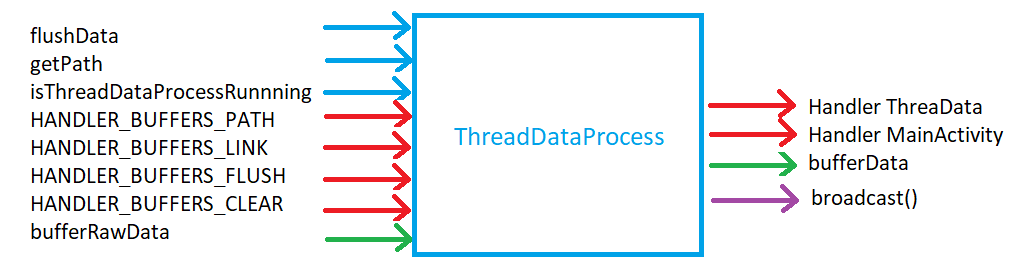 flushData
getPath
isThreadDataProcessRunnning
HANDLER_BUFFERS_PATH
HANDLER_BUFFERS_LINK
HANDLER_BUFFERS_FLUSH
HANDLER_BUFFERS_CLEAR
bufferRawData
ThreadDataProcess
Handler ThreaData
Handler MainActivity
bufferData
broadcast()